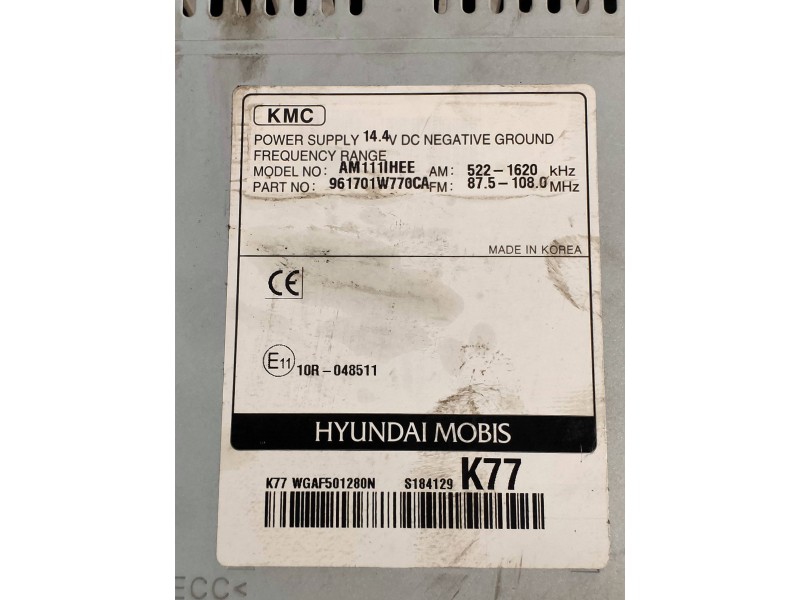 KMC
POWER SUPPLY 14.4V DC NEGATIVE GROUND
FREQUENCY RANGE
MODEL NO: AM111IHEE AM: 522-1620 kHz
PART NO: 961701W770CA FM: 87.5-108.0 MHz
MADE IN KOREA
CE
E11 10R-048511
HYUNDAI MOBIS
K77 WGAF501280N S184129 K77
ECC<